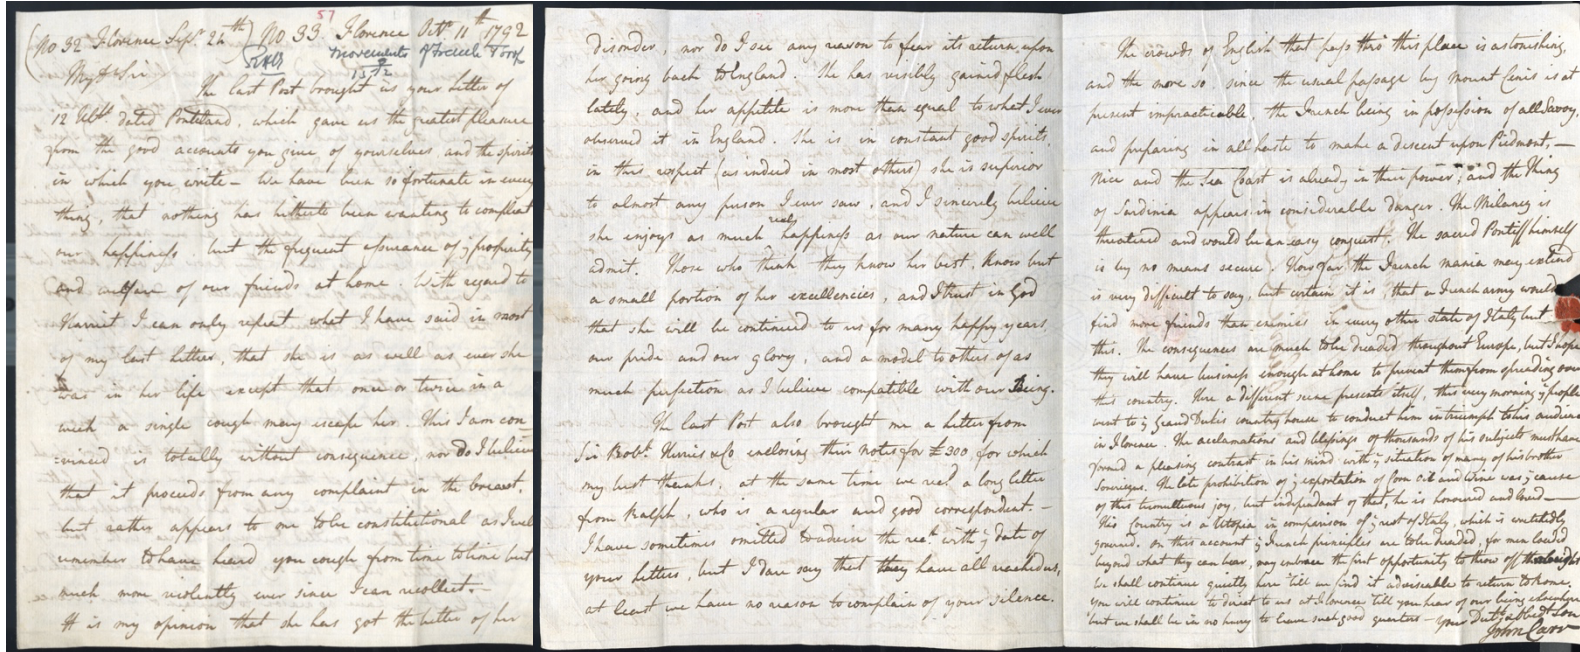 57
(No 32 Florence Sepr. 24th) No 33. Florence Octr. 11th 1792
Movements of French Troops
1792
My dr Sir
The last Post brought us your letter of
12 Ulto. dated Ponteland, which gave us the greatest pleasure
from the good accounts you give of yourselves, and the spirits
in which you write – We have been so fortunate in every
thing, that nothing has hitherto been wanting to compleat
our happiness but the frequent assurance of ye prosperity
and welfare of our friends at home. With regard to
Harriet I can only repeat what I have said in most
of my last letters, that she is as well as ever she
was in her life except that once or twice in a
week a single cough may escape her. This I am con
:vinced is totally without consequence, nor do I believe
that it proceeds from any complaint in the breast,
but rather appears to me to be constitutional as I well
remember to have heard you cough from time to time but
much more violently ever since I can recollect. –
It is my opinion that she has got the better of her
disorder, nor do I see any reason to fear its return, upon
her going back to England. She has visibly gained flesh
lately, and her appetite is more than equal to what I ever
observed it in England. She is in constant good spirits,
in this respect (as indeed in most others) she is superior
to almost any person I ever saw, and I sincerely believe
she enjoys as much real happiness as our nature can well
admit. Those who think they know her best, know but
a small portion of her excellencies, and I trust in God
that she will be continued to us for many happy years,
our pride and our glory, and a model to others of as
much perfection as I believe compatible with our Being.
The last Post also brought me a letter from
Sir Robt. Herries & Co enclosing their notes for £300, for which
my best thanks, at the same time we recd a long letter
from Ralph, who is a regular and good correspondent. –
I have sometimes omitted to advise the rect. with ye date of
your letters, but I dare say that they have all reached us,
at least we have no reason to complain of your silence.
The crowds of English that pass thro this place is astonishing,
and the more so, since the usual passage by mount Cenis is at
present impracticable, the French being in possession of all Savoy,
and preparing in all haste to make a descent upon Piedmont, –
Nice and the Sea Coast is already in their power; and the King
of Sardinia appears in considerable danger. The Milaney is
threatened and would be an easy conquest. The sacred Pontiff himself
is by no means secure. How far the French mania may extend
is very difficult to say, but certain it is, that a French army would
find more friends than enemies in every other state of Italy but
this. The consequences are much to be dreaded throughout Europe, but I hope
they will have business enough at home to prevent them from spreading over
this country. Here a different scene presents itself, this very morning ye people
went to ye Grand Duke's country house to conduct him in triumph to his audience
in Florence. The acclamations and blessings of thousands of his subjects must have
formed a pleasing contrast in his mind with ye situation of many of his brother
Sovereigns. The late prohibition of ye exportation of Corn oil and Wine was ye cause
of this tumultuous joy, but independant of that, he is honoured and loved –
This Country is a Utopia in comparison of ye rest of Italy, which is wretchedly
governed. On this account ye French principles are to be dreaded, for men loaded
beyond what they can bear, may embrace the first opportunity to throw off
We shall continue quietly here till we find it adviseable to return to home,
You will continue to direct to us at Florence till you hear of our being elsewhere
but we shall be in no hurry to leave such good quarters – Your Dutifull & obedt Son
John Carr